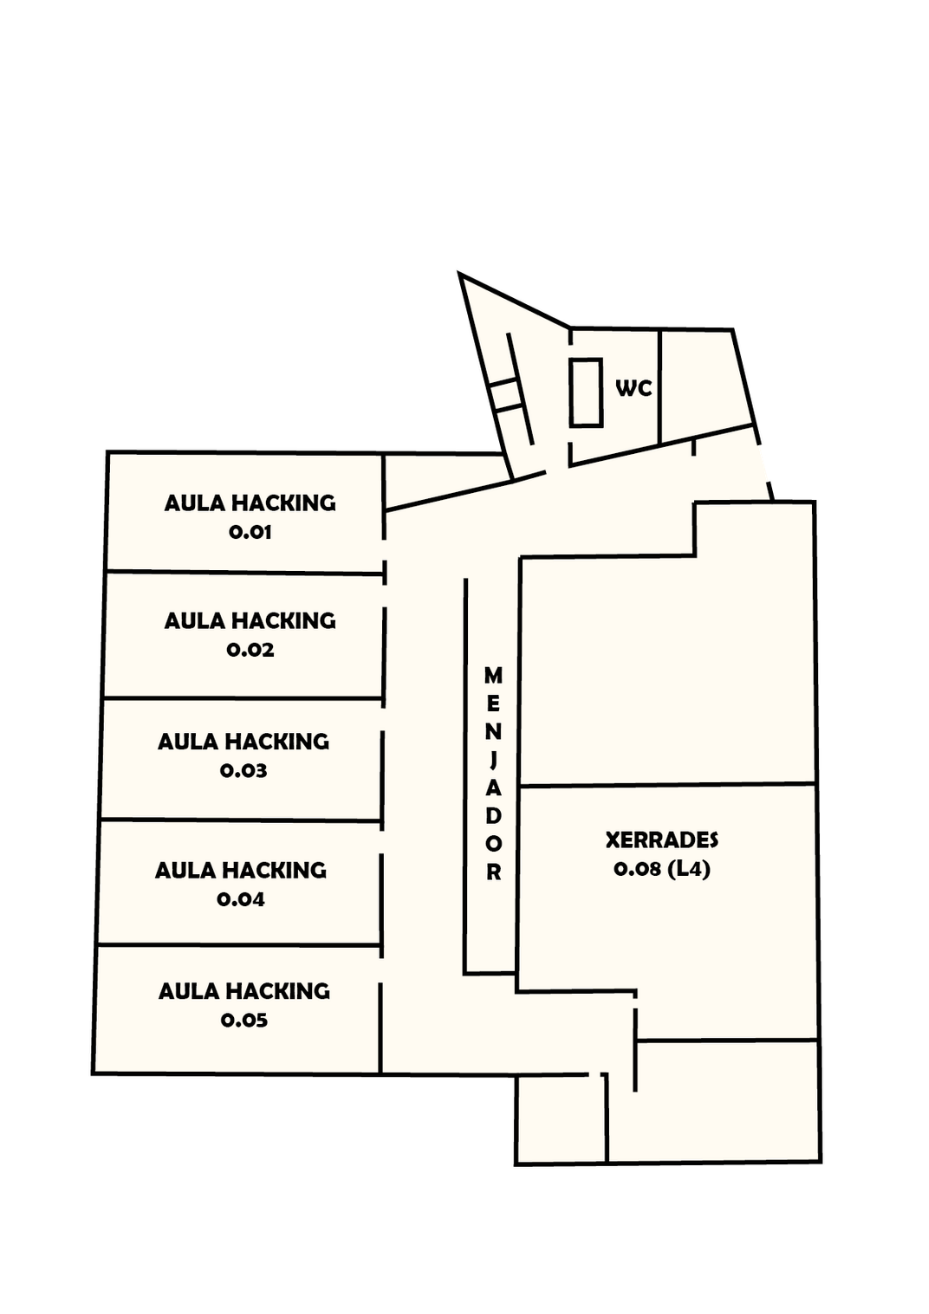 WC
AULA HACKING
0.01
AULA HACKING
0.02
AULA HACKING
0.03
AULA HACKING
0.04
AULA HACKING
0.05
MENJADOR
XERRADES
0.08 (L4)